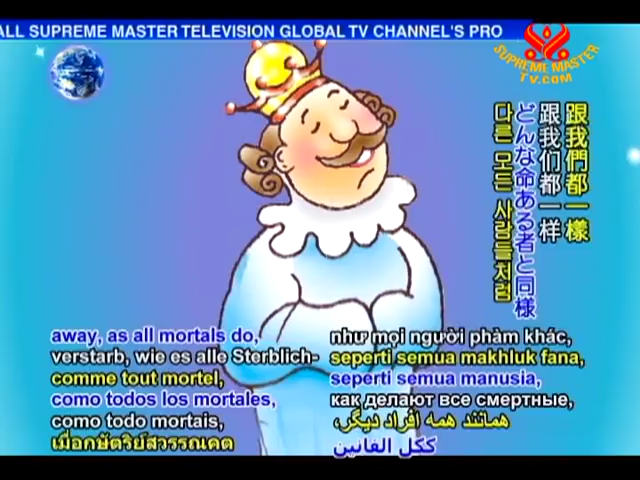 ALL SUPREME MASTER TELEVISION GLOBAL TV CHANNEL'S PRO
SUPREME MASTER
TV.COM
跟我們都一樣
跟我们都一样
どんな命ある者と同様
다른 모든 사람들처럼
away, as all mortals do,
verstarb, wie es alle Sterblich-
comme tout mortel,
como todos los mortales,
como todo mortais,
เมื่อกษัตริย์สวรรณคต
như mọi người phàm khác,
seperti semua makhluk fana,
seperti semua manusia,
как делают все смертные,
همانند همه افراد دیگر،
ككل الفانين